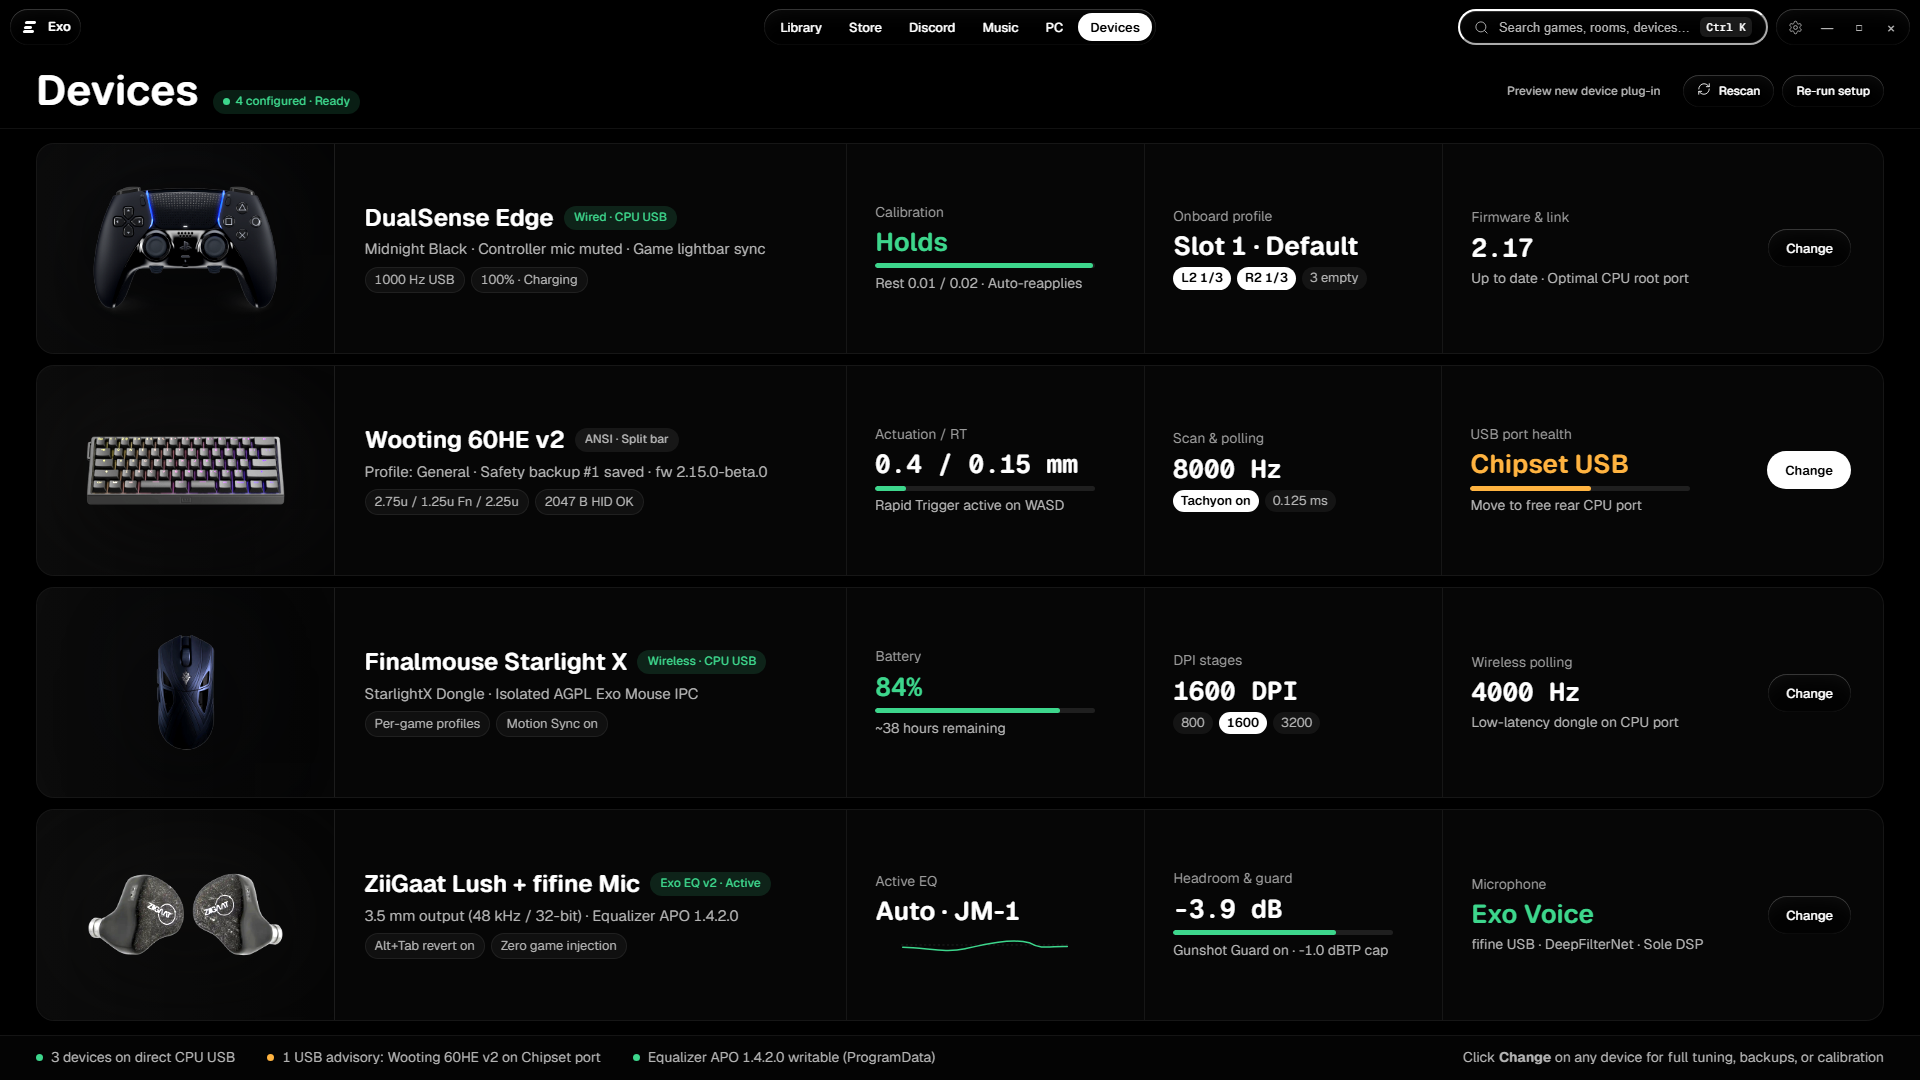 Exo
Library Store Discord Music PC Devices
Search games, rooms, devices... Ctrl K
Devices
4 configured · Ready
Preview new device plug-in
Rescan
Re-run setup
DualSense Edge
Wired · CPU USB
Midnight Black · Controller mic muted · Game lightbar sync
1000 Hz USB
100% · Charging
Calibration
Holds
Rest 0.01 / 0.02 · Auto-reapplies
Onboard profile
Slot 1 · Default
L2 1/3 R2 1/3 3 empty
Firmware & link
2.17
Up to date · Optimal CPU root port
Change
Wooting 60HE v2
ANSI · Split bar
Profile: General · Safety backup #1 saved · fw 2.15.0-beta.0
2.75u / 1.25u Fn / 2.25u
2047 B HID OK
Actuation / RT
0.4 / 0.15 mm
Rapid Trigger active on WASD
Scan & polling
8000 Hz
Tachyon on 0.125 ms
USB port health
Chipset USB
Move to free rear CPU port
Change
Finalmouse Starlight X
Wireless · CPU USB
StarlightX Dongle · Isolated AGPL Exo Mouse IPC
Per-game profiles
Motion Sync on
Battery
84%
~38 hours remaining
DPI stages
1600 DPI
800 1600 3200
Wireless polling
4000 Hz
Low-latency dongle on CPU port
Change
ZIIGAAT
ZIIGAAT
ZiiGaat Lush + fifine Mic
Exo EQ v2 · Active
3.5 mm output (48 kHz / 32-bit) · Equalizer APO 1.4.2.0
Alt+Tab revert on
Zero game injection
Active EQ
Auto · JM-1
Headroom & guard
-3.9 dB
Gunshot Guard on · -1.0 dBTP cap
Microphone
Exo Voice
fifine USB · DeepFilterNet · Sole DSP
Change
3 devices on direct CPU USB
1 USB advisory: Wooting 60HE v2 on Chipset port
Equalizer APO 1.4.2.0 writable (ProgramData)
Click Change on any device for full tuning, backups, or calibration